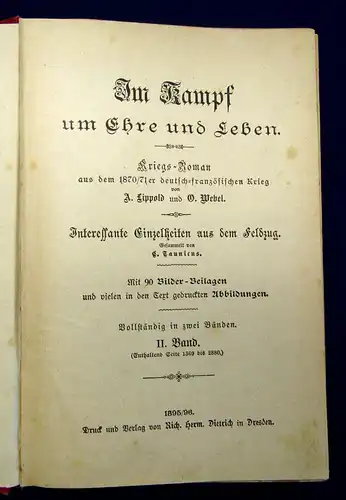 Im Kampf
um Ehre und Leben.
Kriegs-Roman
aus dem 1870/71er deutsch-französischen Krieg
von
A. Lippold und O. Webel.
Interessante Einzelheiten aus dem Feldzug.
Gesammelt von
C. Taunicus.
Mit 90 Bilder-Beilagen
und vielen in den Text gedruckten Abbildungen.
Vollständig in zwei Bänden.
II. Band.
(Enthaltend Seite 1369 bis 2880.)
1895/96.
Druck und Verlag von Rich. Herm. Dietrich in Dresden.